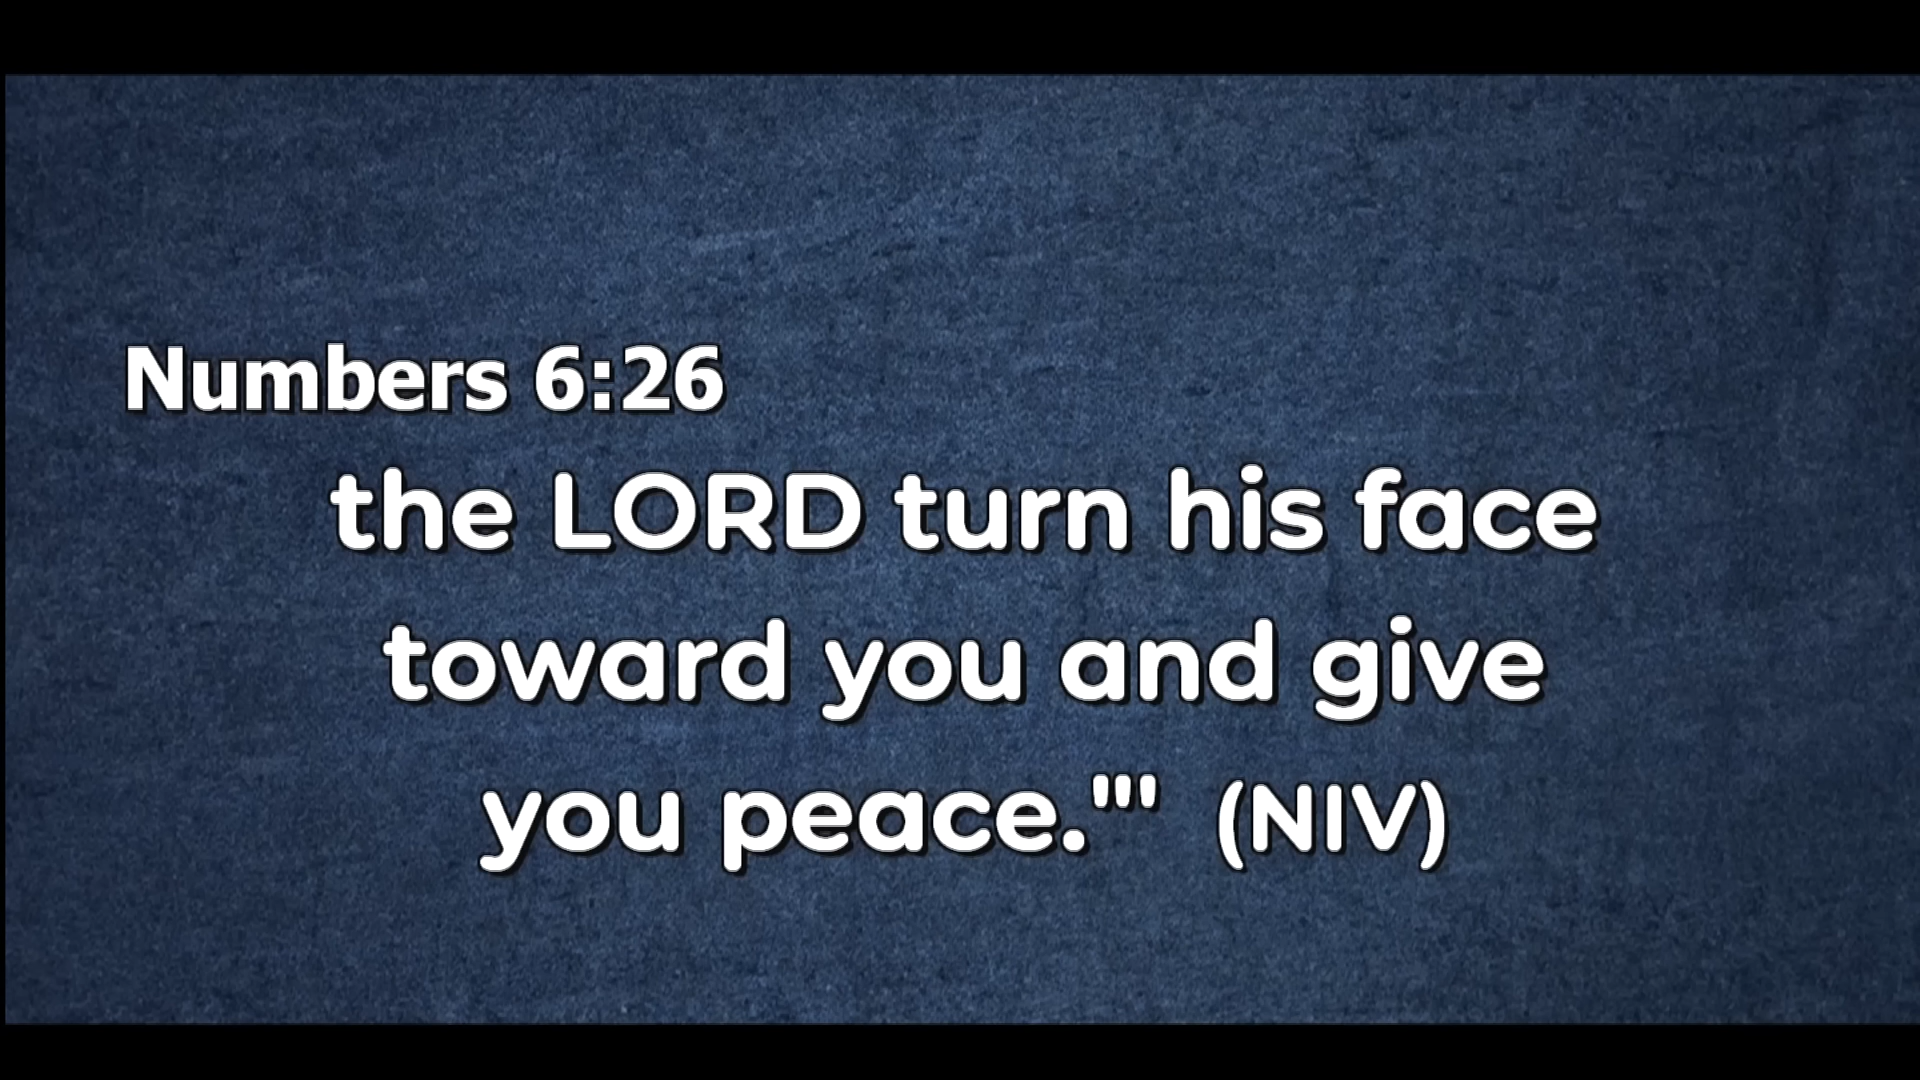 Numbers 6:26
the LORD turn his face
toward you and give
you peace."' (NIV)